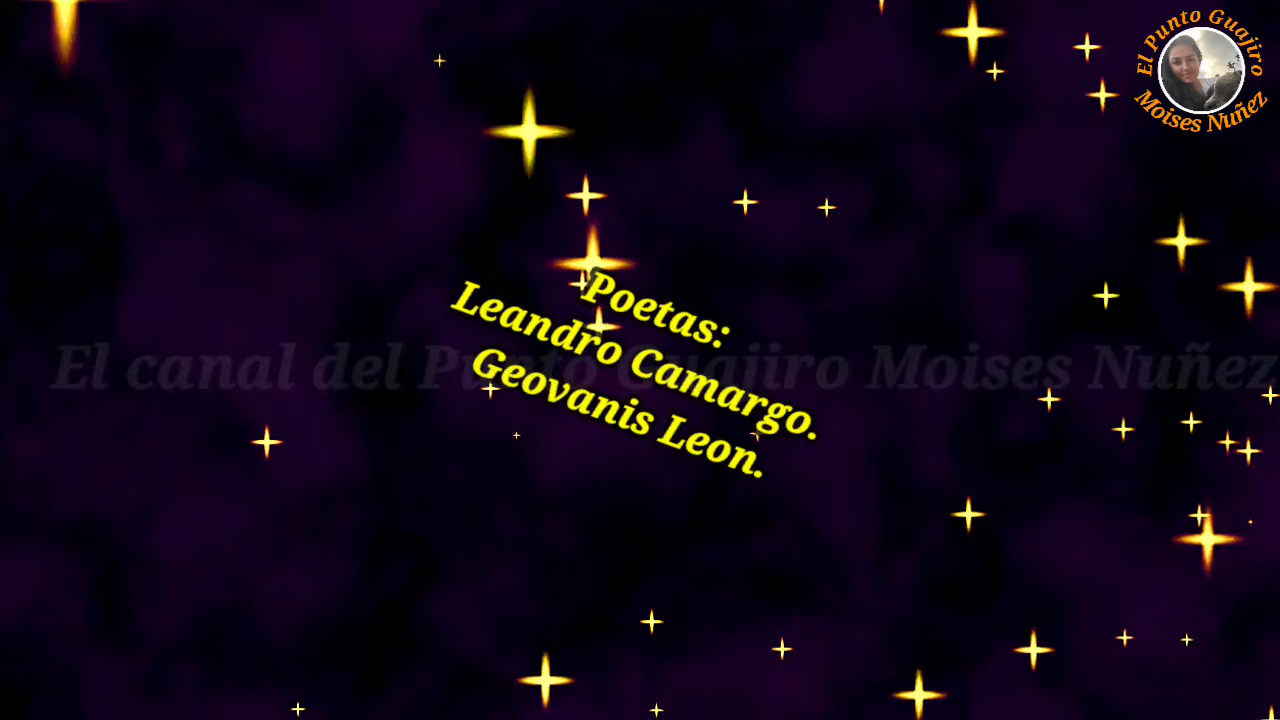 El Punto Guajiro
Moises Nuñez
Poetas:
Leandro Camargo.
Geovanis Leon.
El canal del Punto Guajiro Moises Nuñez